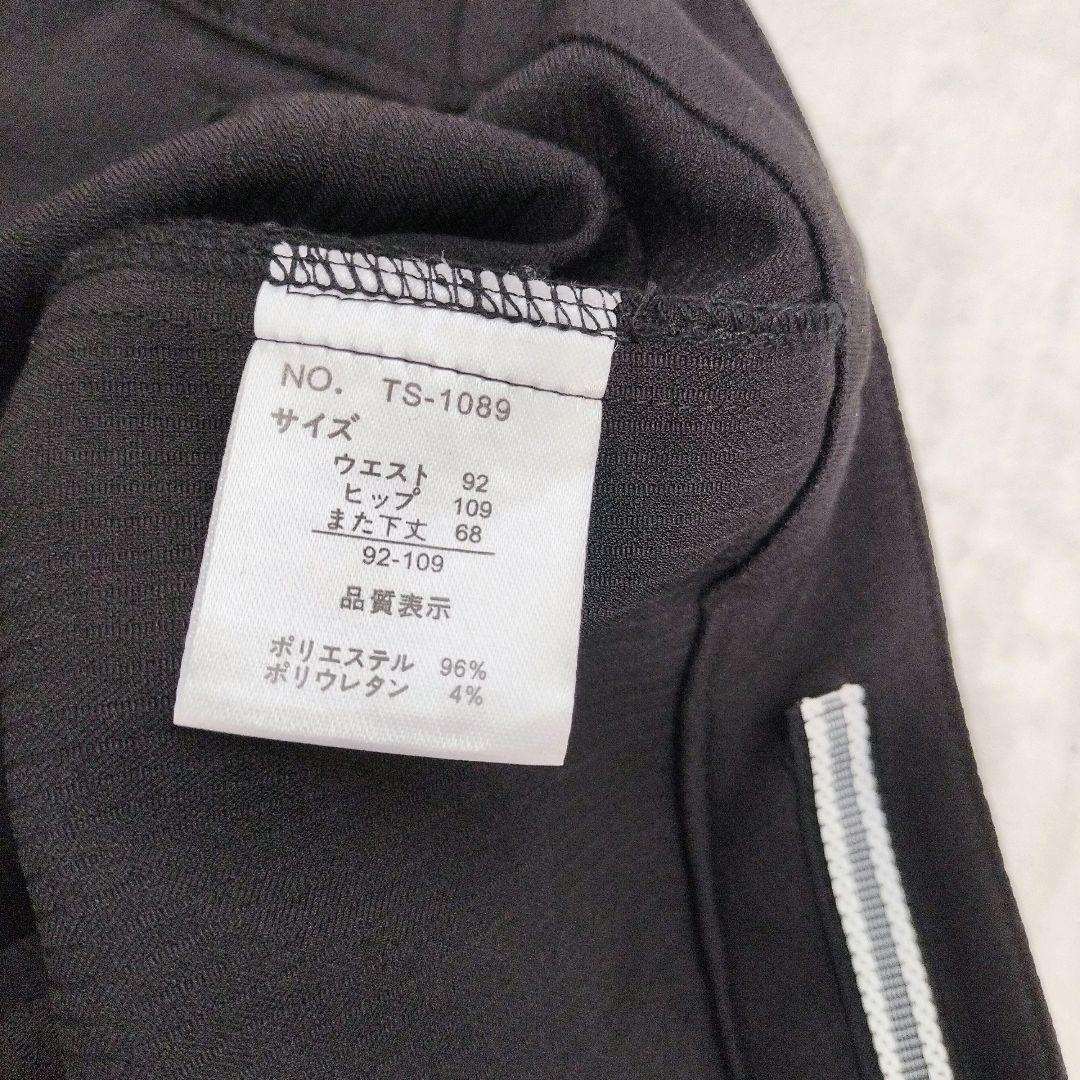 NO. TS-1089
サイズ
ウエスト 92
ヒップ 109
また下丈 68
92-109
品質表示
ポリエステル 96%
ポリウレタン 4%